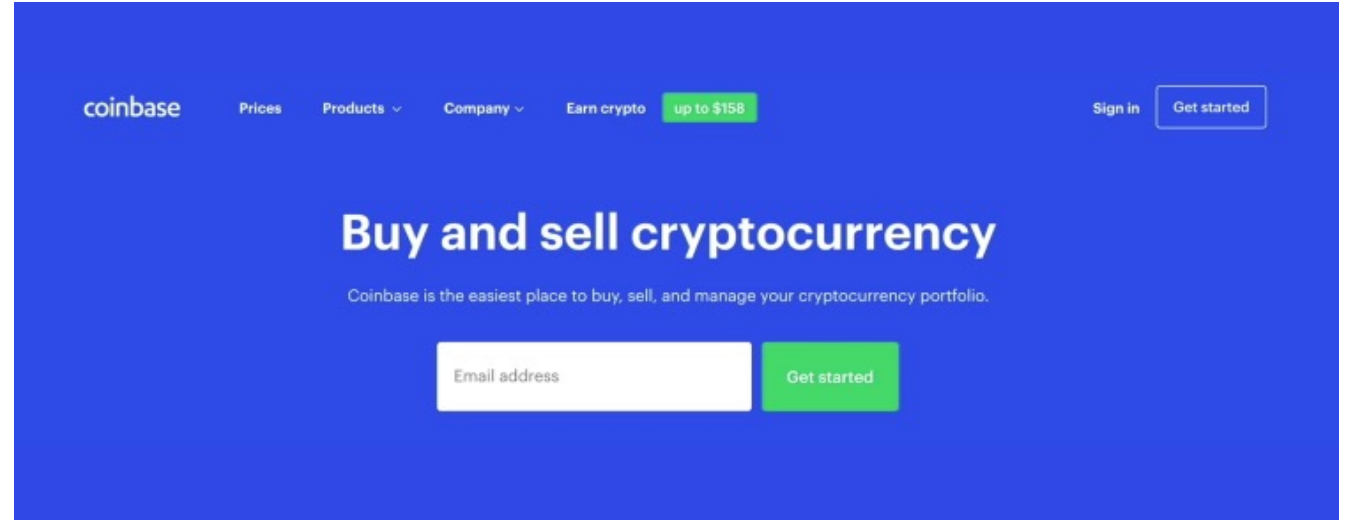 coinbase Prices Products Company Earn crypto up to $158 Sign in Get started
Buy and sell cryptocurrency
Coinbase is the easiest place to buy, sell, and manage your cryptocurrency portfolio.
Email address Get started